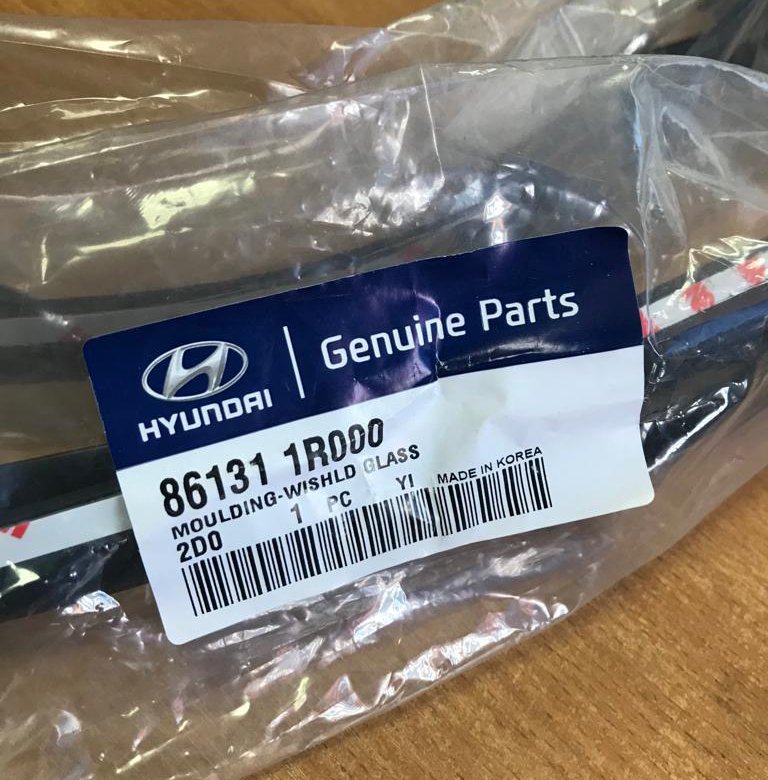 HYUNDAI
Genuine Parts
86131 1R000
MOULDING-WISHLD GLASS
2D0 1 PC YI MADE IN KOREA